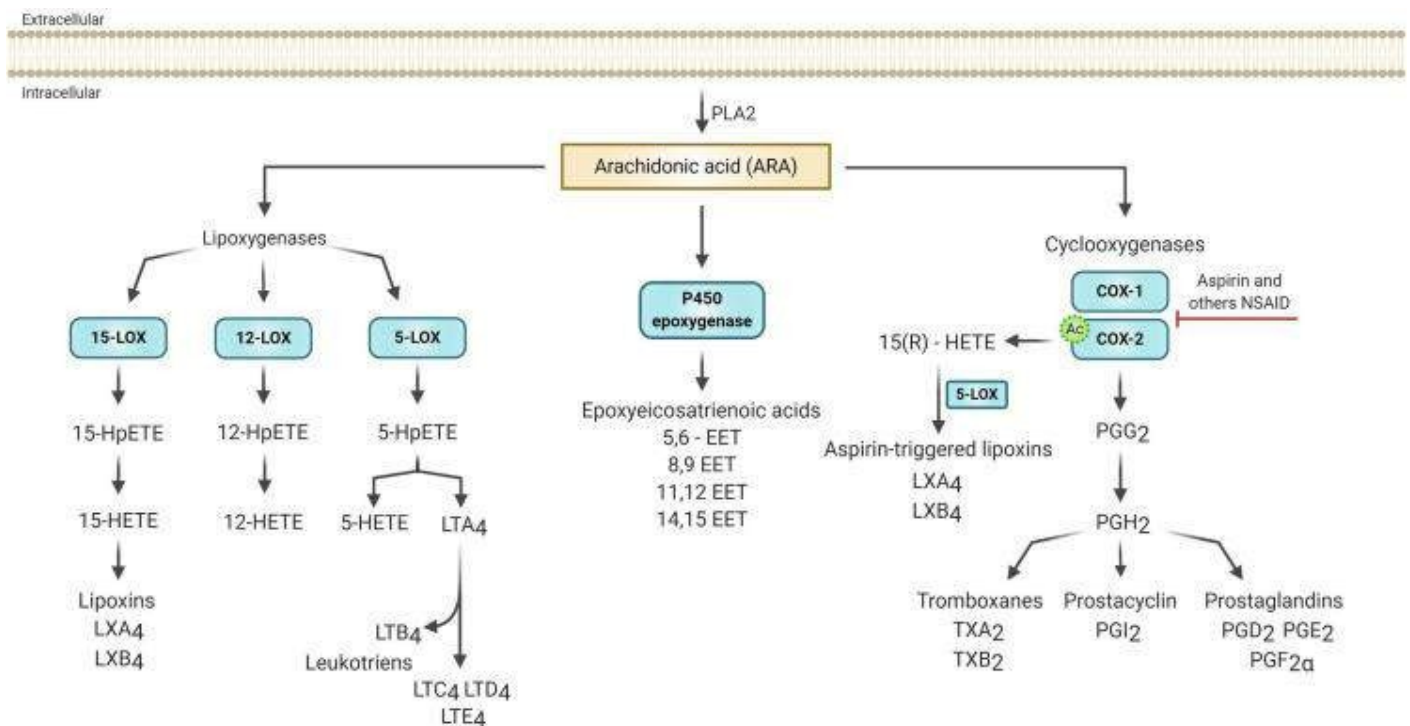 Extracellular
Intracellular
PLA2
Arachidonic acid (ARA)
Lipoxygenases
15-LOX
12-LOX
5-LOX
15-HpETE
12-HpETE
5-HpETE
15-HETE
12-HETE
5-HETE
LTA4
Lipoxins
LXA4
LXB4
LTB4
Leukotriens
LTC4 LTD4
LTE4
P450
epoxygenase
Epoxyeicosatrienoic acids
5,6 - EET
8,9 EET
11,12 EET
14,15 EET
Cyclooxygenases
COX-1
Ac
COX-2
Aspirin and
others NSAID
15(R) - HETE
5-LOX
Aspirin-triggered lipoxins
LXA4
LXB4
PGG2
PGH2
Tromboxanes
TXA2
TXB2
Prostacyclin
PGI2
Prostaglandins
PGD2 PGE2
PGF2α